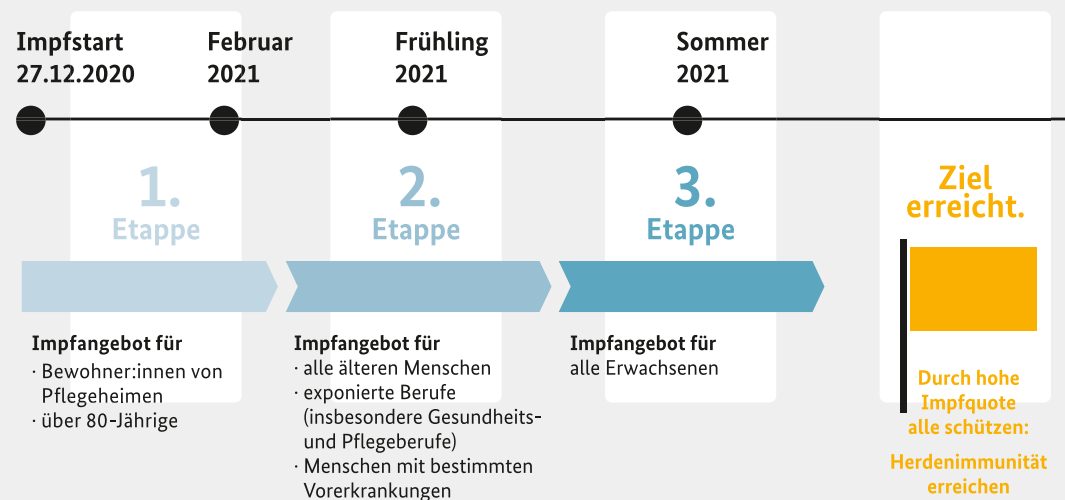 Impfstart
27.12.2020
Februar
2021
Frühling
2021
Sommer
2021
1.
Etappe
2.
Etappe
3.
Etappe
Ziel
erreicht.
Impfangebot für
· Bewohner:innen von
Pflegeheimen
· über 80-Jährige
Impfangebot für
· alle älteren Menschen
· exponierte Berufe
(insbesondere Gesundheits-
und Pflegeberufe)
· Menschen mit bestimmten
Vorerkrankungen
Impfangebot für
alle Erwachsenen
Durch hohe
Impfquote
alle schützen:
Herdenimmunität
erreichen